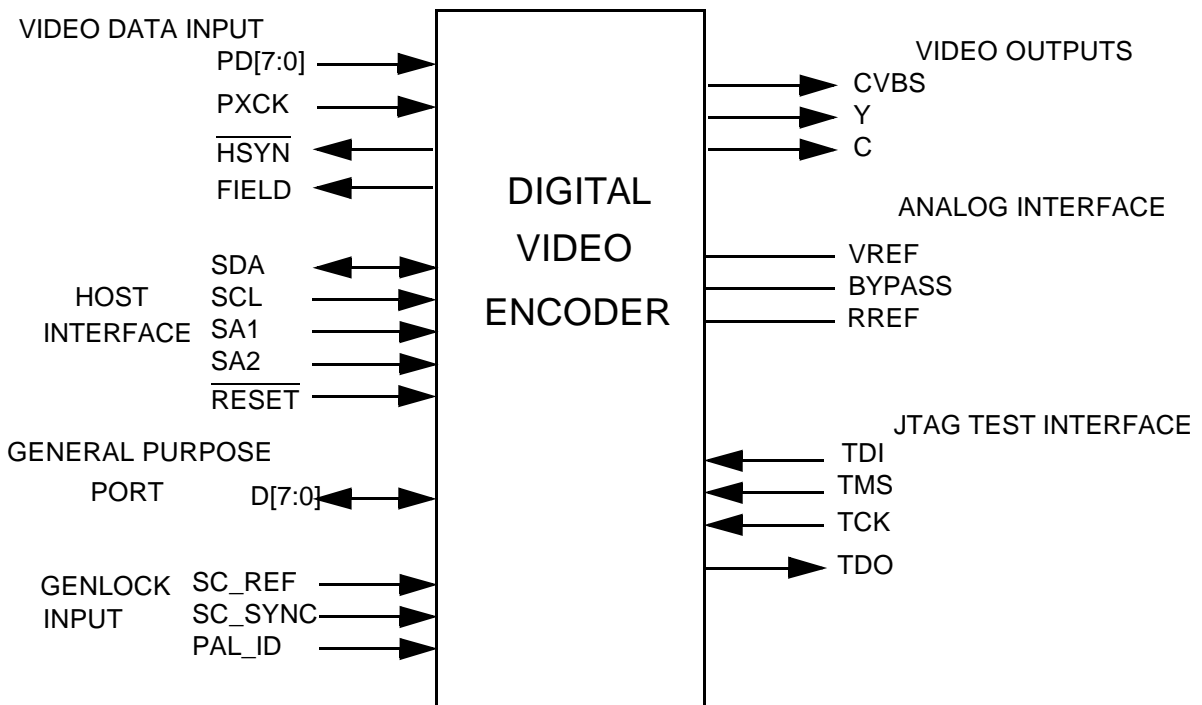 VIDEO DATA INPUT
PD[7:0]
PXCK
HSYN
FIELD
HOST
INTERFACE
SDA
SCL
SA1
SA2
RESET
GENERAL PURPOSE
PORT
D[7:0]
GENLOCK
INPUT
SC_REF
SC_SYNC
PAL_ID
DIGITAL
VIDEO
ENCODER
VIDEO OUTPUTS
CVBS
Y
C
ANALOG INTERFACE
VREF
BYPASS
RREF
JTAG TEST INTERFACE
TDI
TMS
TCK
TDO